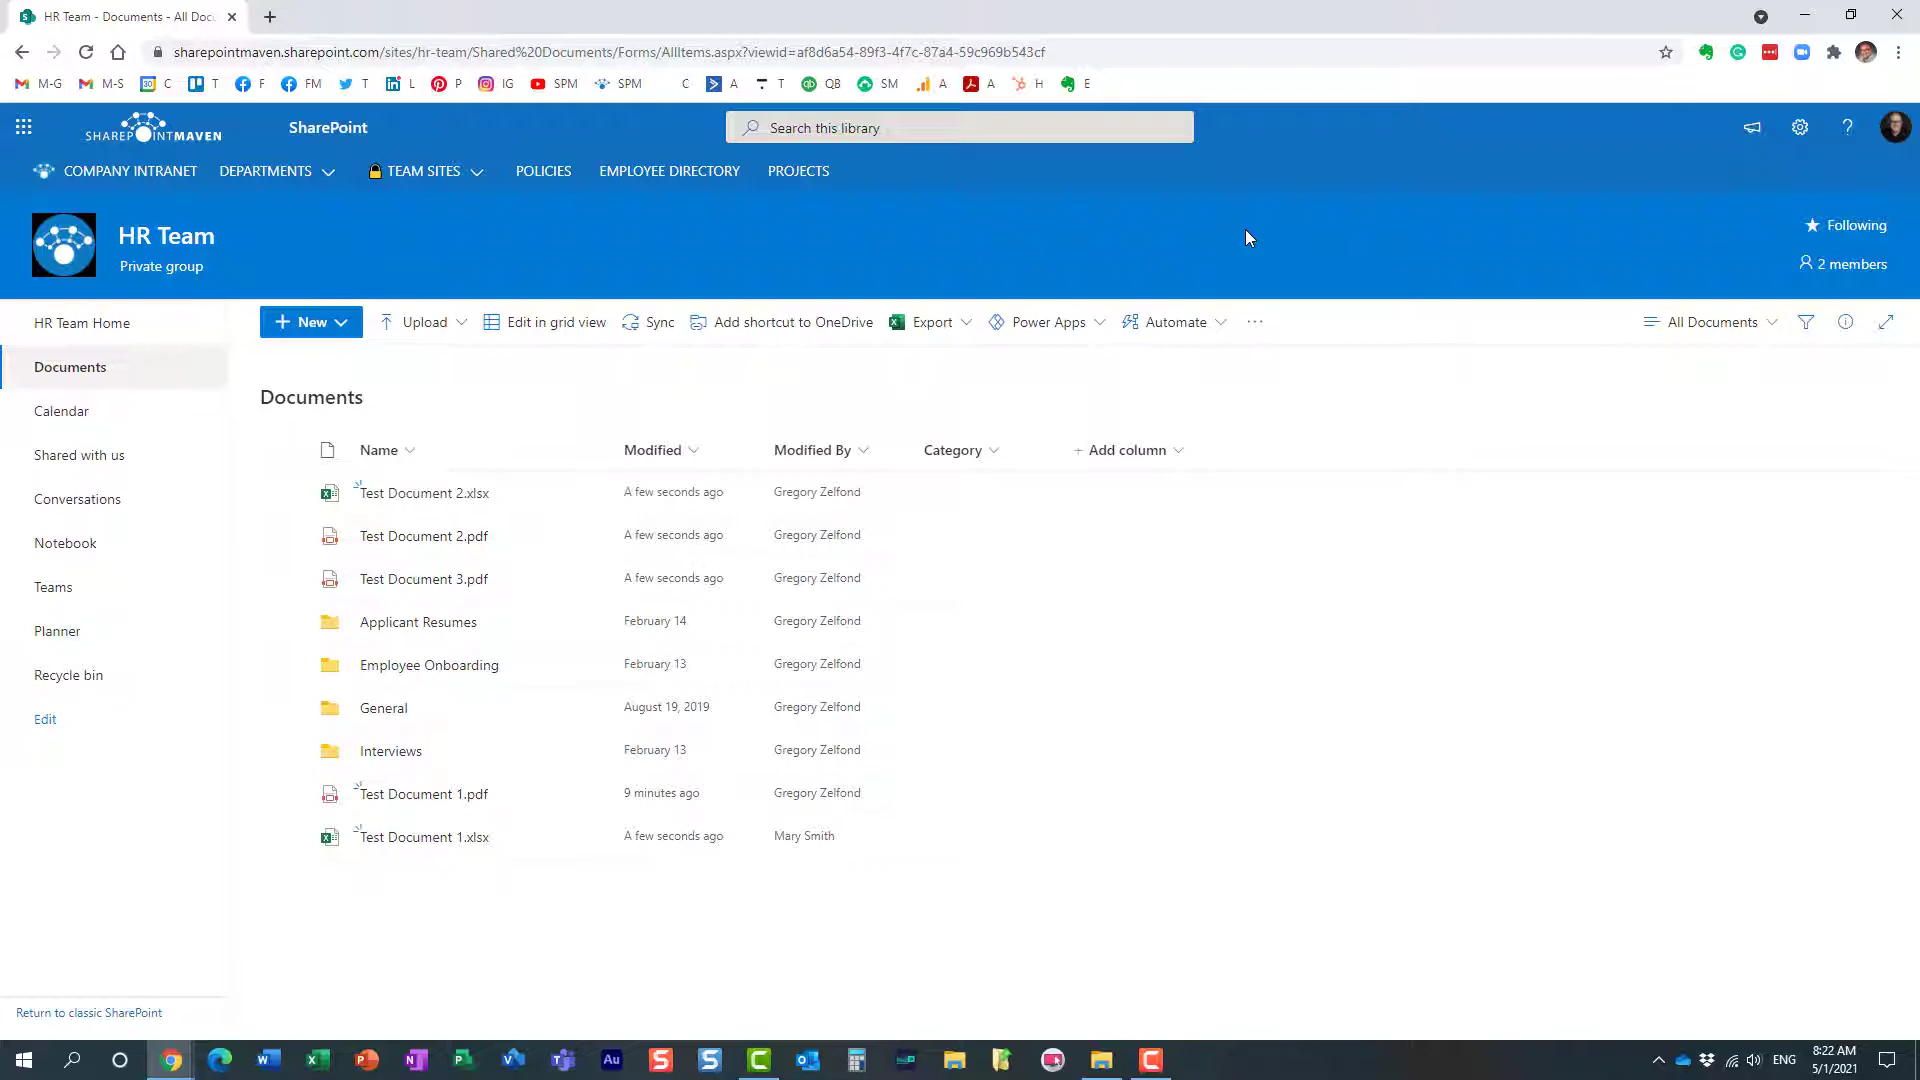 HR Team - Documents - All Doc
sharepointmaven.sharepoint.com/sites/hr-team/Shared%20Documents/Forms/AllItems.aspx?viewid=af8d6a54-89f3-4f7c-87a4-59c969b543cf
M-G M-S C T F FM T L P IG SPM SPM C A T QB SM A A H E
SHAREPOINTMAVEN SharePoint Search this library
COMPANY INTRANET DEPARTMENTS TEAM SITES POLICIES EMPLOYEE DIRECTORY PROJECTS
HR Team
Private group
Following
2 members
HR Team Home
Documents
Calendar
Shared with us
Conversations
Notebook
Teams
Planner
Recycle bin
Edit
Return to classic SharePoint
+ New Upload Edit in grid view Sync Add shortcut to OneDrive Export Power Apps Automate ... All Documents
Documents
Name Modified Modified By Category + Add column
Test Document 2.xlsx A few seconds ago Gregory Zelfond
Test Document 2.pdf A few seconds ago Gregory Zelfond
Test Document 3.pdf A few seconds ago Gregory Zelfond
Applicant Resumes February 14 Gregory Zelfond
Employee Onboarding February 13 Gregory Zelfond
General August 19, 2019 Gregory Zelfond
Interviews February 13 Gregory Zelfond
Test Document 1.pdf 9 minutes ago Gregory Zelfond
Test Document 1.xlsx A few seconds ago Mary Smith
ENG 8:22 AM
5/1/2021